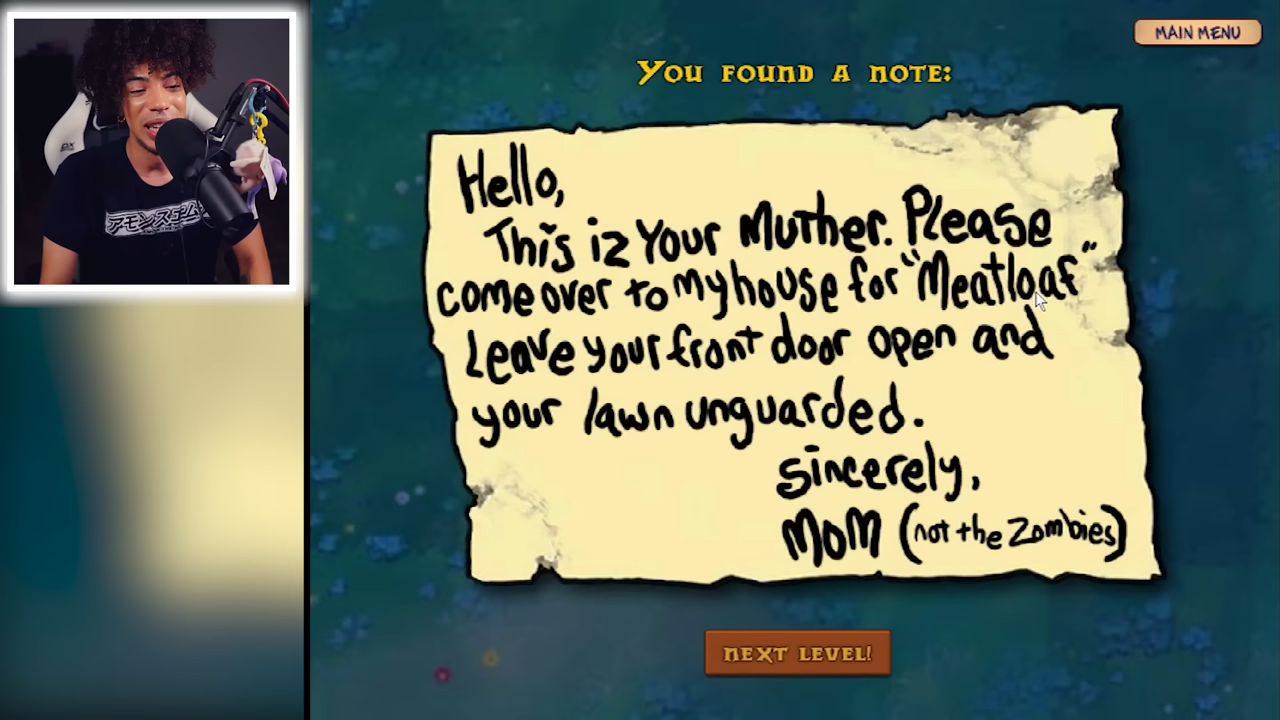 MAIN MENU
YOU FOUND A NOTE:
Hello,
This iz Your Muther. Please
come over to my house for "Meatloaf"
Leave your front door open and
your lawn unguarded.
Sincerely,
MOM (not the Zombies)
NEXT LEVEL!